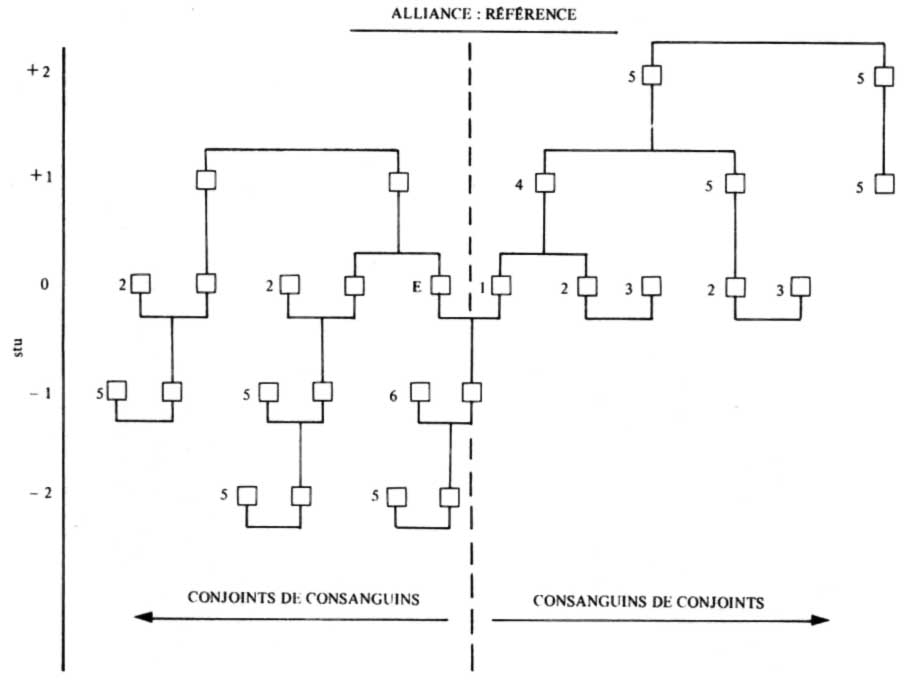 ALLIANCE : RÉFÉRENCE
+2 5 5
+1 4 5 5
0 2 2 E 1 2 3 2 3
stu
−1 5 5 6
−2 5 5
CONJOINTS DE CONSANGUINS CONSANGUINS DE CONJOINTS